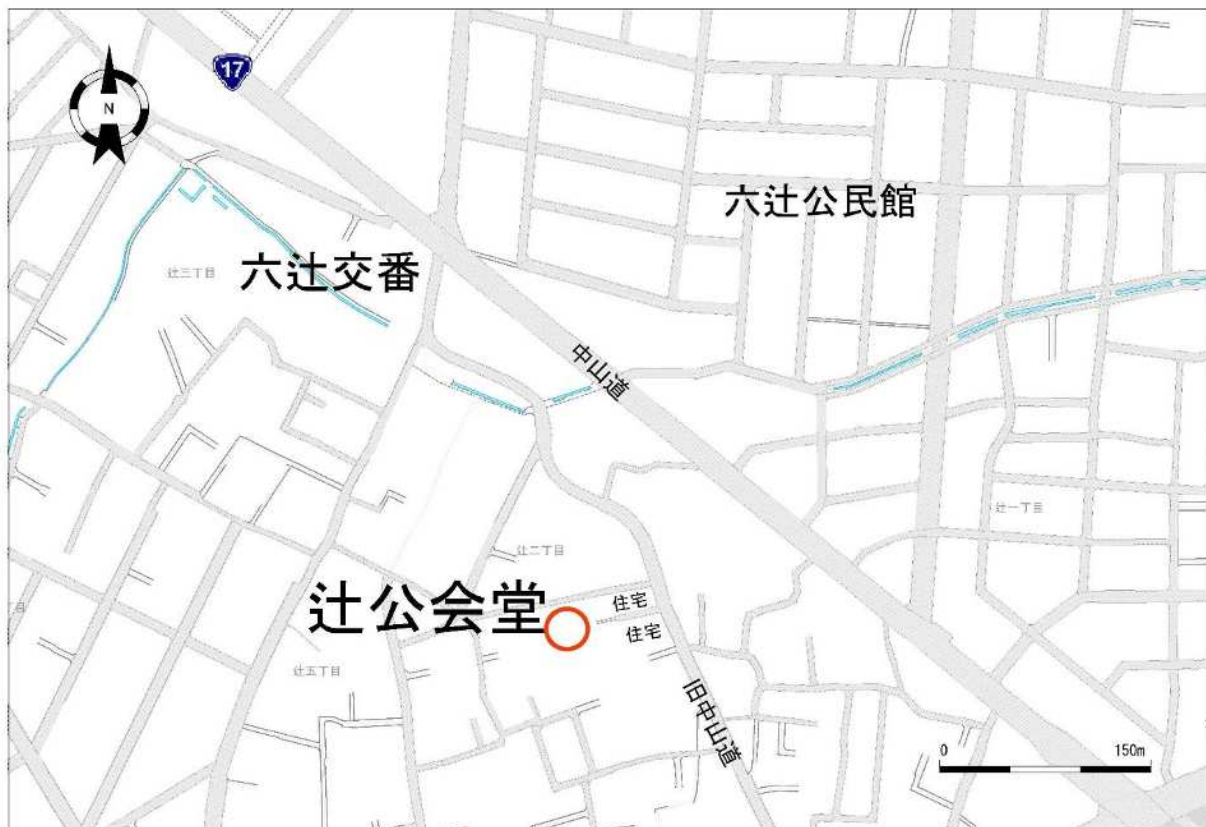 17
N
六辻公民館
六辻交番
辻三丁目
中山道
辻一丁目
辻二丁目
辻公会堂
住宅
住宅
辻五丁目
旧中山道
0 150m